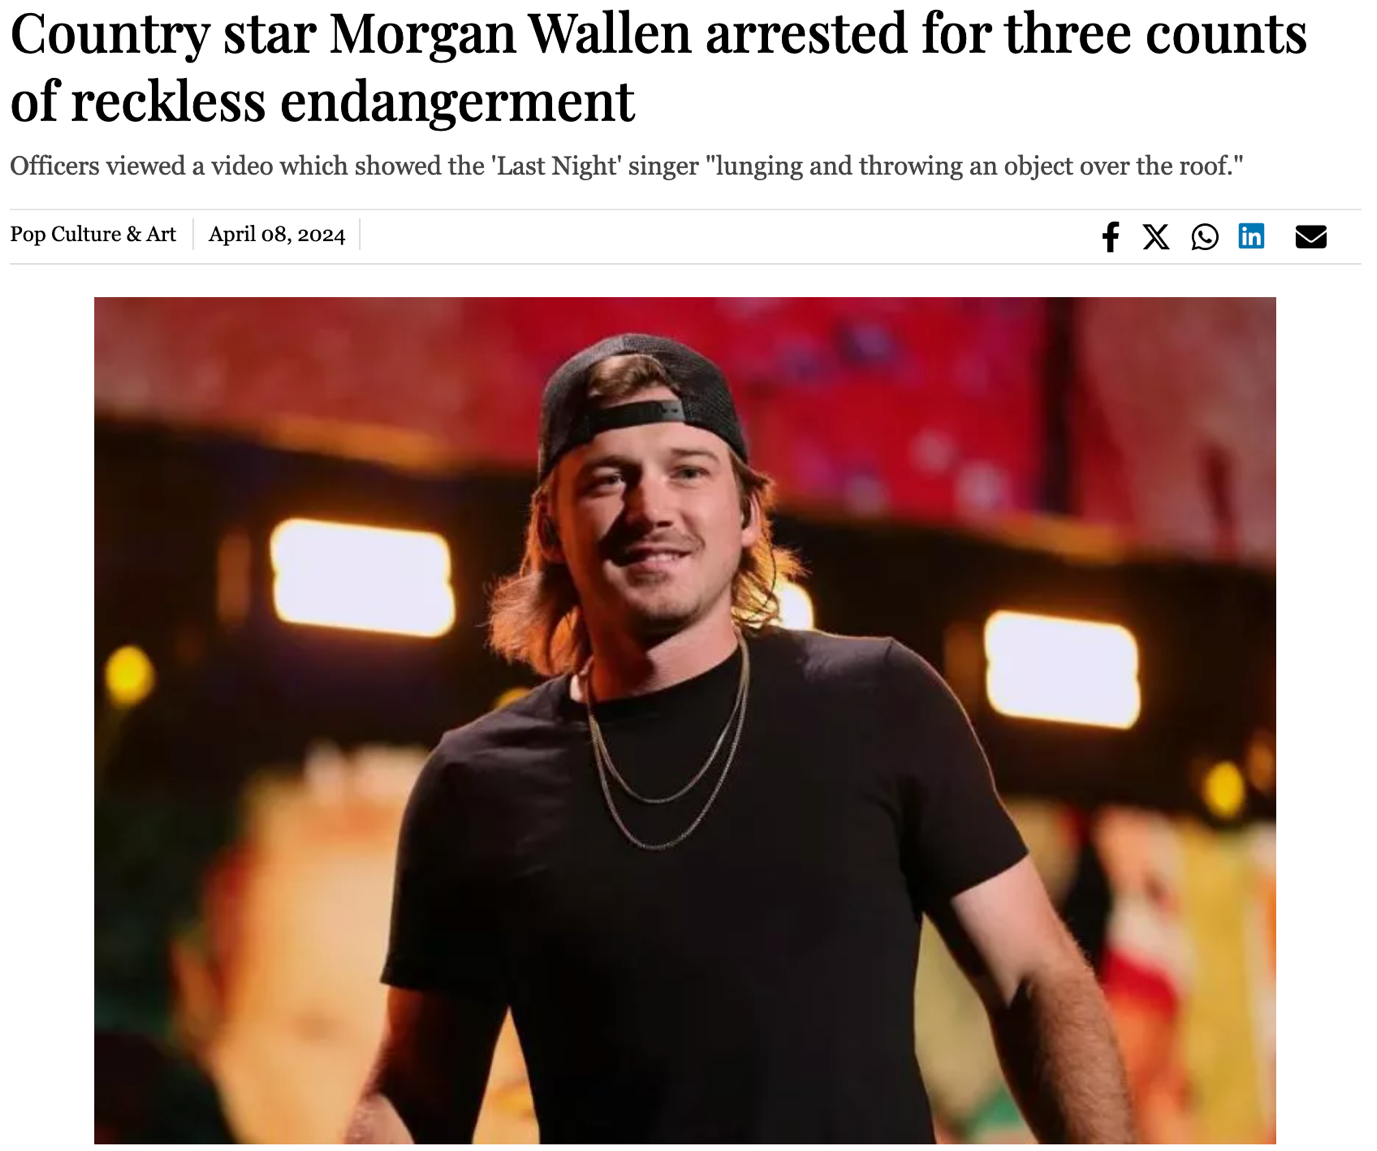 Country star Morgan Wallen arrested for three counts
of reckless endangerment
Officers viewed a video which showed the 'Last Night' singer "lunging and throwing an object over the roof."
Pop Culture & Art
April 08, 2024
in